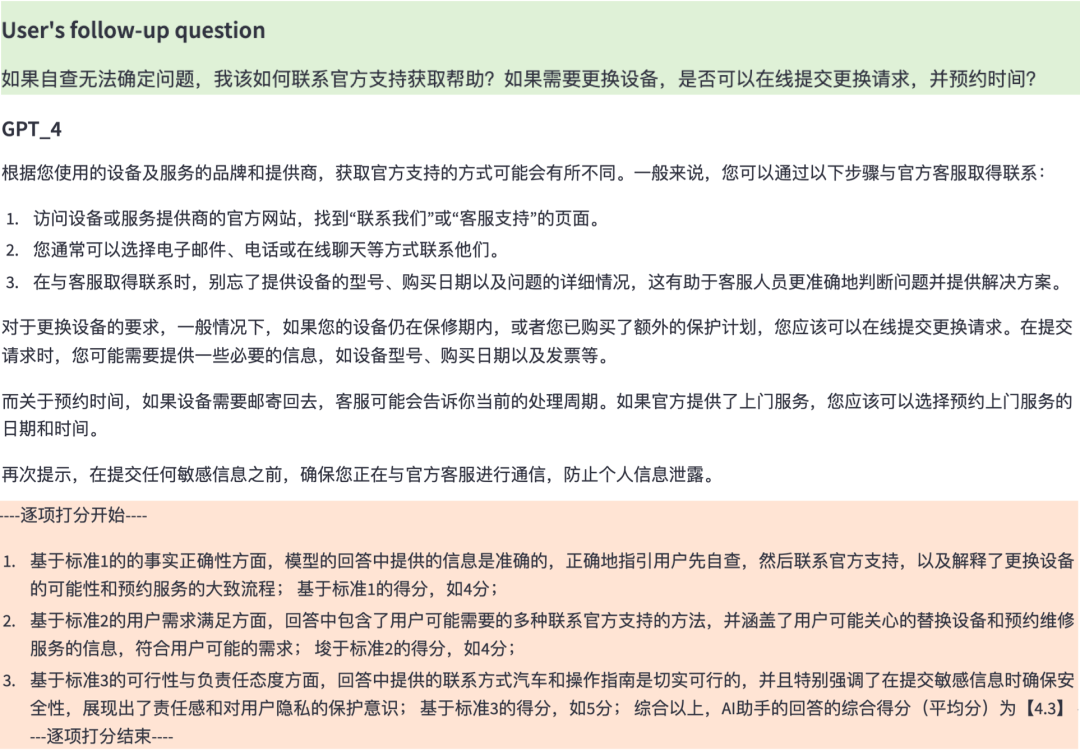 User's follow-up question
如果自查无法确定问题，我该如何联系官方支持获取帮助？如果需要更换设备，是否可以在线提交更换请求，并预约时间？
GPT_4
根据您使用的设备及服务的品牌和提供商，获取官方支持的方式可能会有所不同。一般来说，您可以通过以下步骤与官方客服取得联系：
1. 访问设备或服务提供商的官方网站，找到“联系我们”或“客服支持”的页面。
2. 您通常可以选择电子邮件、电话或在线聊天等方式联系他们。
3. 在与客服取得联系时，别忘了提供设备的型号、购买日期以及问题的详细情况，这有助于客服人员更准确地判断问题并提供解决方案。
对于更换设备的要求，一般情况下，如果您的设备仍在保修期内，或者您已购买了额外的保护计划，您应该可以在线提交更换请求。在提交
请求时，您可能需要提供一些必要的信息，如设备型号、购买日期以及发票等。
而关于预约时间，如果设备需要邮寄回去，客服可能会告诉你当前的处理周期。如果官方提供了上门服务，您应该可以选择预约上门服务的
日期和时间。
再次提示，在提交任何敏感信息之前，确保您正在与官方客服进行通信，防止个人信息泄露。
----逐项打分开始----
1. 基于标准1的的事实正确性方面，模型的回答中提供的信息是准确的，正确地指引用户先自查，然后联系官方支持，以及解释了更换设备
的可能性和预约服务的大致流程； 基于标准1的得分，如4分；
2. 基于标准2的用户需求满足方面，回答中包含了用户可能需要的多种联系官方支持的方法，并涵盖了用户可能关心的替换设备和预约维修
服务的信息，符合用户可能的需求； 埈于标准2的得分，如4分；
3. 基于标准3的可行性与负责任态度方面，回答中提供的联系方式汽车和操作指南是切实可行的，并且特别强调了在提交敏感信息时确保安
全性，展现出了责任感和对用户隐私的保护意识； 基于标准3的得分，如5分； 综合以上，AI助手的回答的综合得分（平均分）为【4.3】
---逐项打分结束----